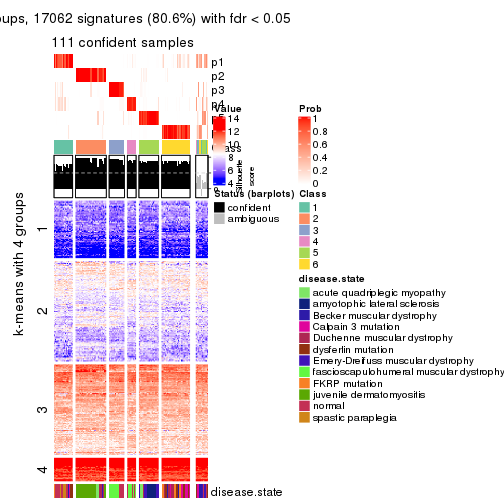 oups, 17062 signatures (80.6%) with fdr < 0.05
111 confident samples
p1
p2
p3
p4
Value
14
12
10
8
6
4
Silhouette
score
Prob
1
0.8
0.6
0.4
0.2
0
Status (barplots)
confident
ambiguous
Class
1
2
3
4
5
6
disease.state
acute quadriplegic myopathy
amyotophic lateral sclerosis
Becker muscular dystrophy
Calpain 3 mutation
Duchenne muscular dystrophy
dysferlin mutation
Emery-Dreifuss muscular dystrophy
fascioscapulohumeral muscular dystrophy
FKRP mutation
juvenile dermatomyositis
normal
spastic paraplegia
k-means with 4 groups
1
2
3
4
disease.state